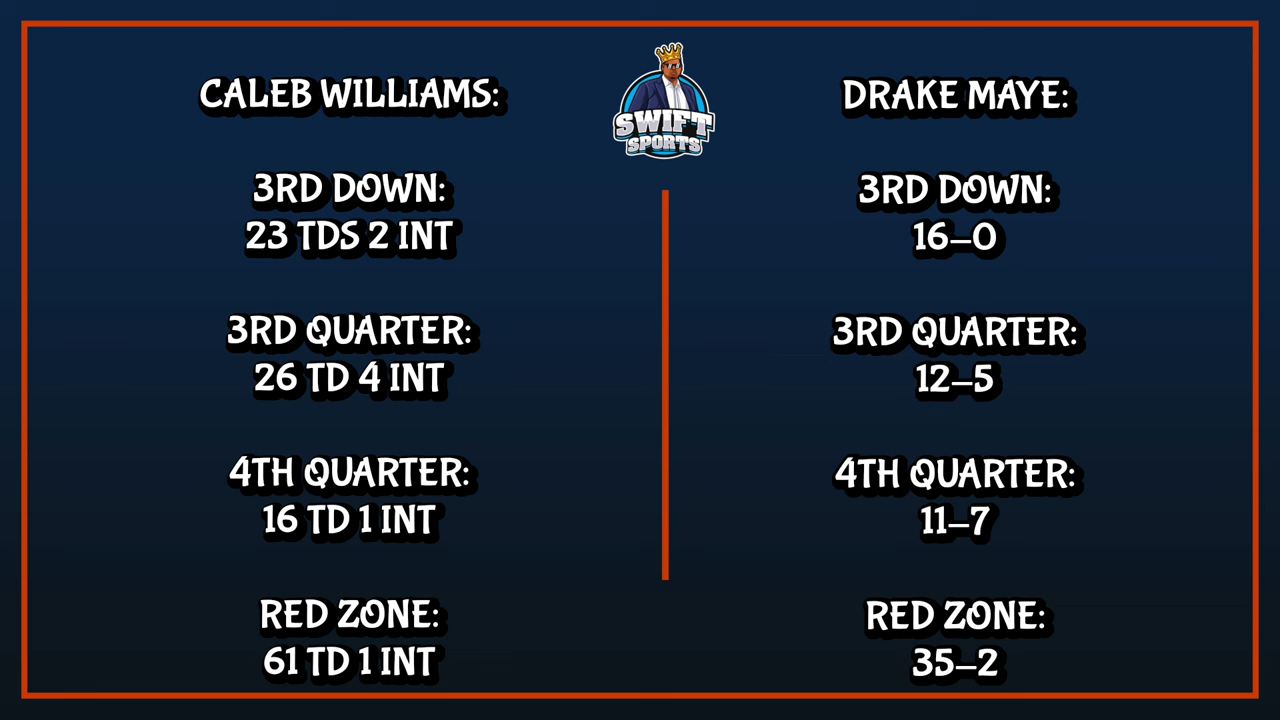 CALEB WILLIAMS:
3RD DOWN:
23 TDS 2 INT
3RD QUARTER:
26 TD 4 INT
4TH QUARTER:
16 TD 1 INT
RED ZONE:
61 TD 1 INT
SWIFT
SPORTS
DRAKE MAYE:
3RD DOWN:
16–0
3RD QUARTER:
12–5
4TH QUARTER:
11–7
RED ZONE:
35–2